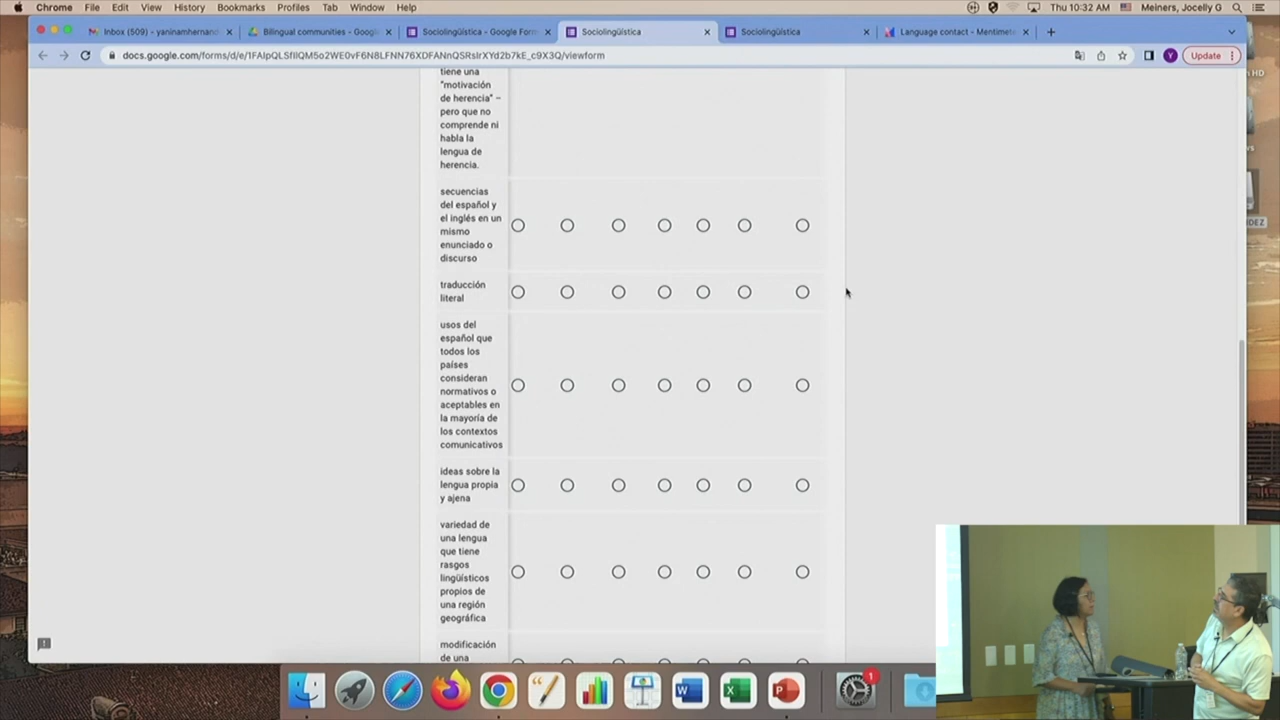 Chrome File Edit View History Bookmarks Profiles Tab Window Help
Thu 10:32 AM Meiners, Jocelly G
Inbox (509) - yaninamhernand
Bilingual communities - Google
Sociolingüística - Google Form
Sociolingüística
Sociolingüística
Language contact - Mentimete
docs.google.com/forms/d/e/1FAIpQLSfIlQM5o2WE0vF6N8LFNN76XDFANnQSRsIrXYd2b7kE_c9X3Q/viewform
Y
Update
tiene una
"motivación
de herencia" –
pero que no
comprende ni
habla la
lengua de
herencia.
secuencias
del español y
el inglés en un
mismo
enunciado o
discurso
traducción
literal
usos del
español que
todos los
países
consideran
normativos o
aceptables en
la mayoría de
los contextos
comunicativos
ideas sobre la
lengua propia
y ajena
variedad de
una lengua
que tiene
rasgos
lingüísticos
propios de
una región
geográfica
modificación
de una
HD
1